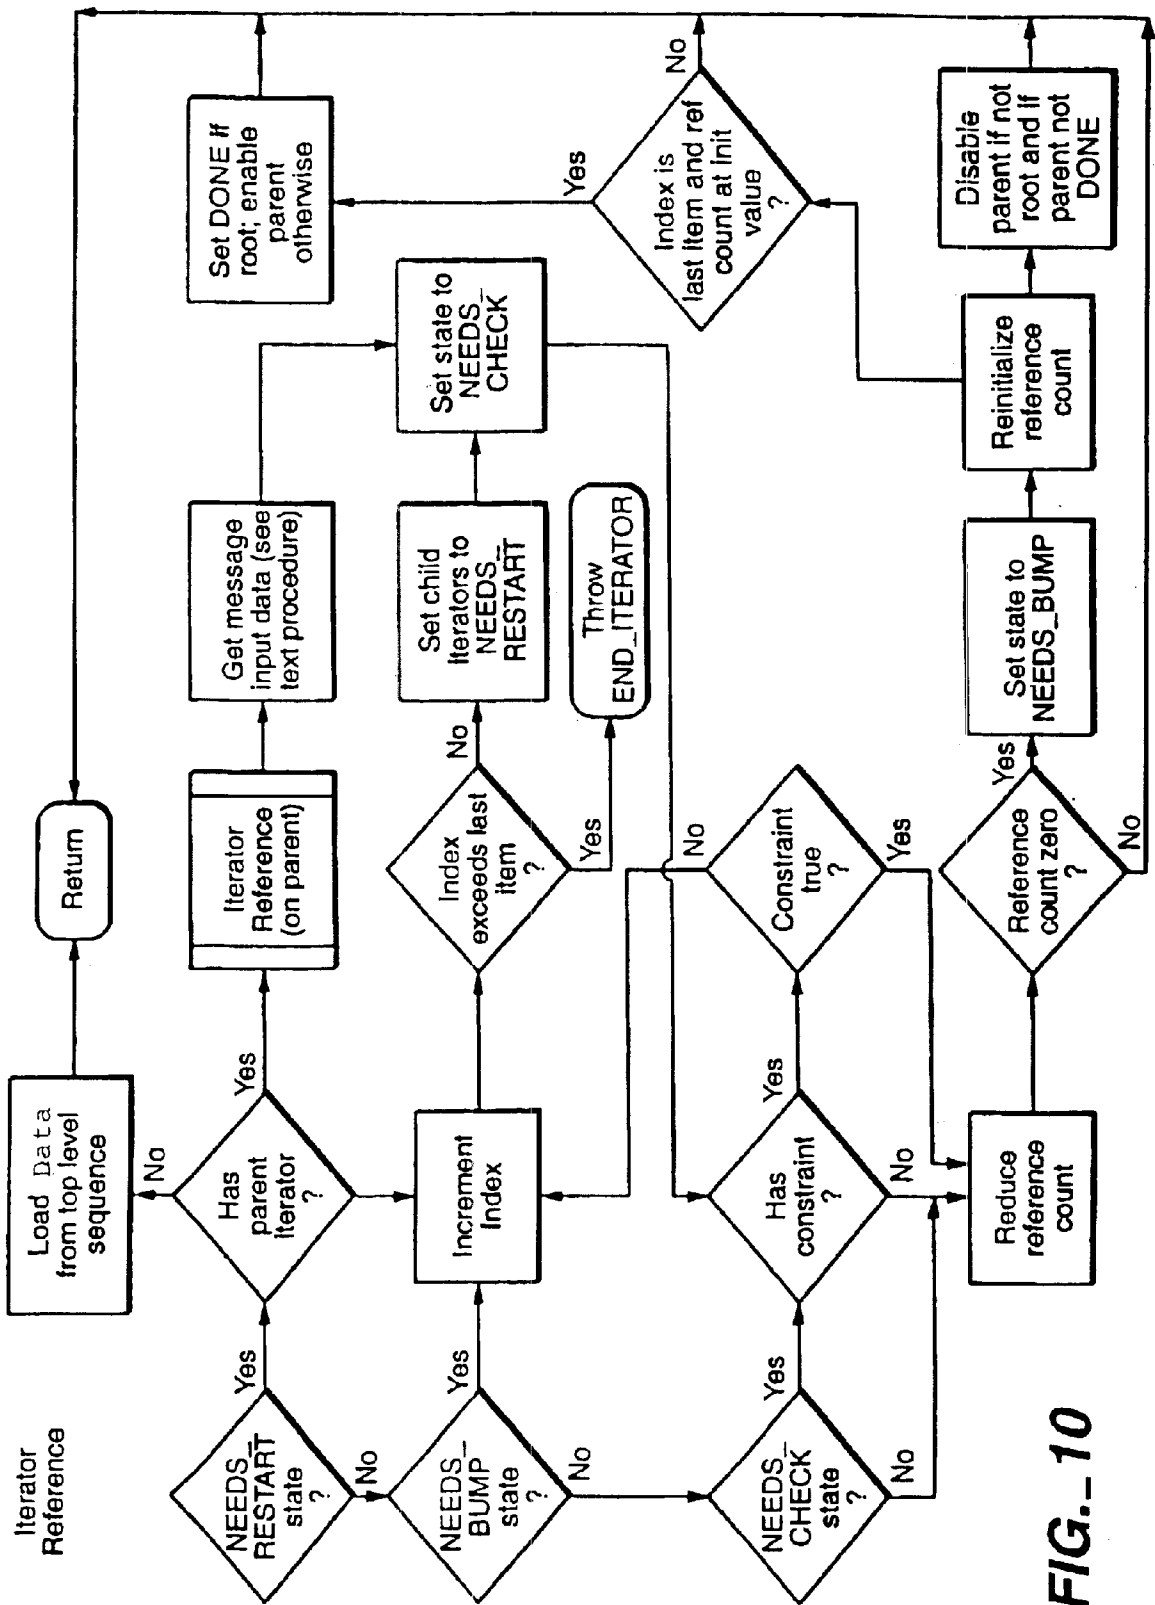 Iterator
Reference
Load Data
from top level
sequence
Return
No
NEEDS_
RESTART
state
?
Yes
Has
parent
Iterator
?
Yes
Iterator
Reference
(on parent)
Get message
input data (see
text procedure)
Set DONE if
root; enable
parent
otherwise
No
NEEDS_
BUMP
state
?
Yes
Increment
Index
Index
exceeds last
item
?
No
Yes
Set child
Iterators to
NEEDS_
RESTART
Set state to
NEEDS_
CHECK
Throw
END_ITERATOR
Yes
Index is
last item and ref
count at init
value
?
No
No
NEEDS_
CHECK
state
?
Yes
No
Has
constraint
?
Yes
No
Constraint
true
?
No
Yes
Reduce
reference
count
Reference
count zero
?
Yes
No
Set state to
NEEDS_BUMP
Reinitialize
reference
count
Disable
parent if not
root and if
parent not
DONE
FIG._10